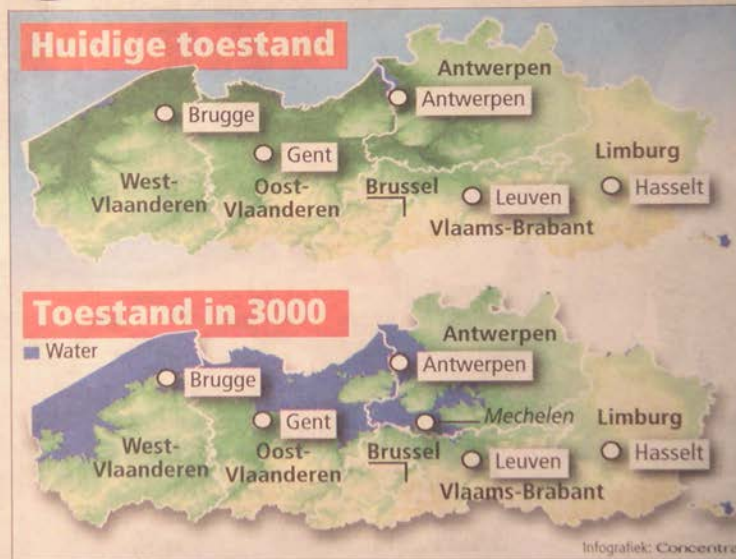 Huidige toestand
Antwerpen
Antwerpen
Brugge
Gent
Limburg
West-
Vlaanderen
Oost-
Vlaanderen
Brussel
Leuven
Hasselt
Vlaams-Brabant
Toestand in 3000
Water
Antwerpen
Antwerpen
Brugge
Gent
Mechelen
Limburg
West-
Vlaanderen
Oost-
Vlaanderen
Brussel
Leuven
Hasselt
Vlaams-Brabant
Infografiek: Concentra